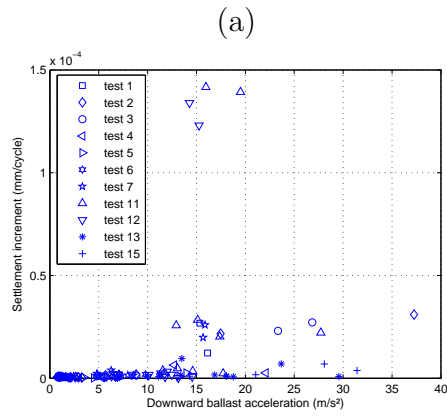 (a)
x 10⁻⁴
1.5
1
0.5
0
Settlement increment (mm/cycle)
test 1
test 2
test 3
test 4
test 5
test 6
test 7
test 11
test 12
test 13
test 15
0 5 10 15 20 25 30 35 40
Downward ballast acceleration (m/s²)